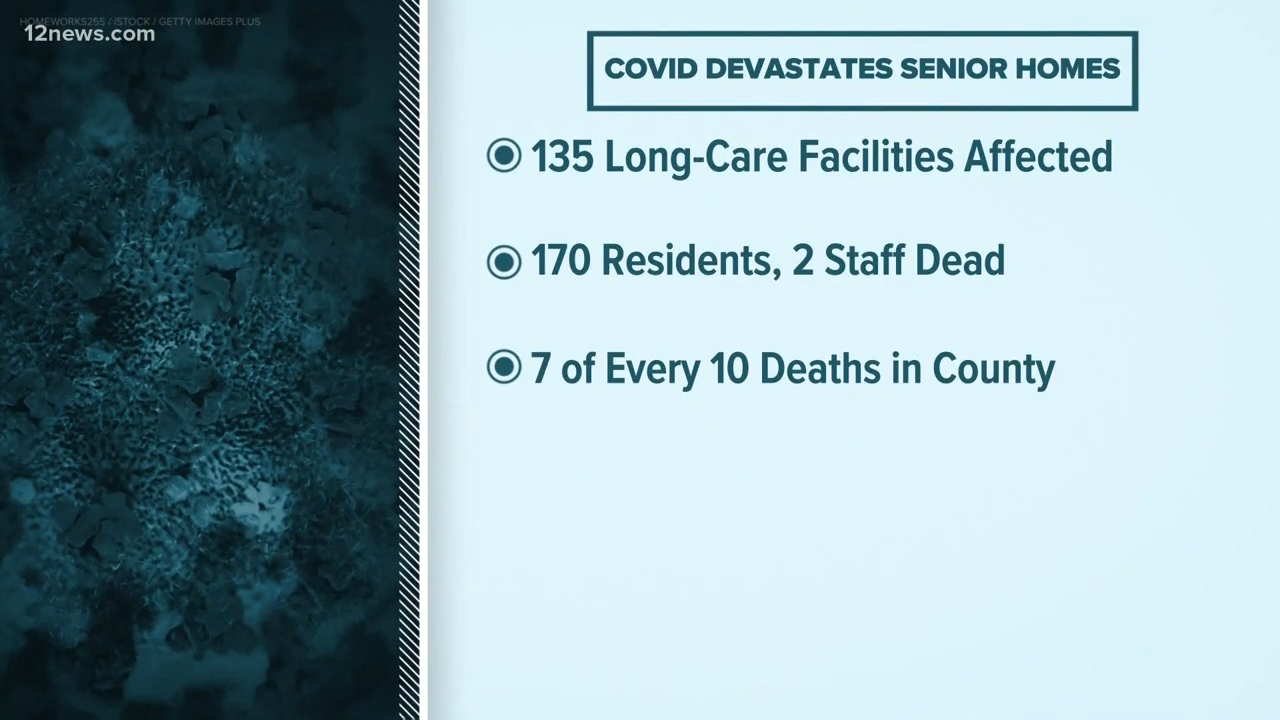 HOMEWORKS255 / iSTOCK / GETTY IMAGES PLUS
12news.com
COVID DEVASTATES SENIOR HOMES
135 Long-Care Facilities Affected
170 Residents, 2 Staff Dead
7 of Every 10 Deaths in County